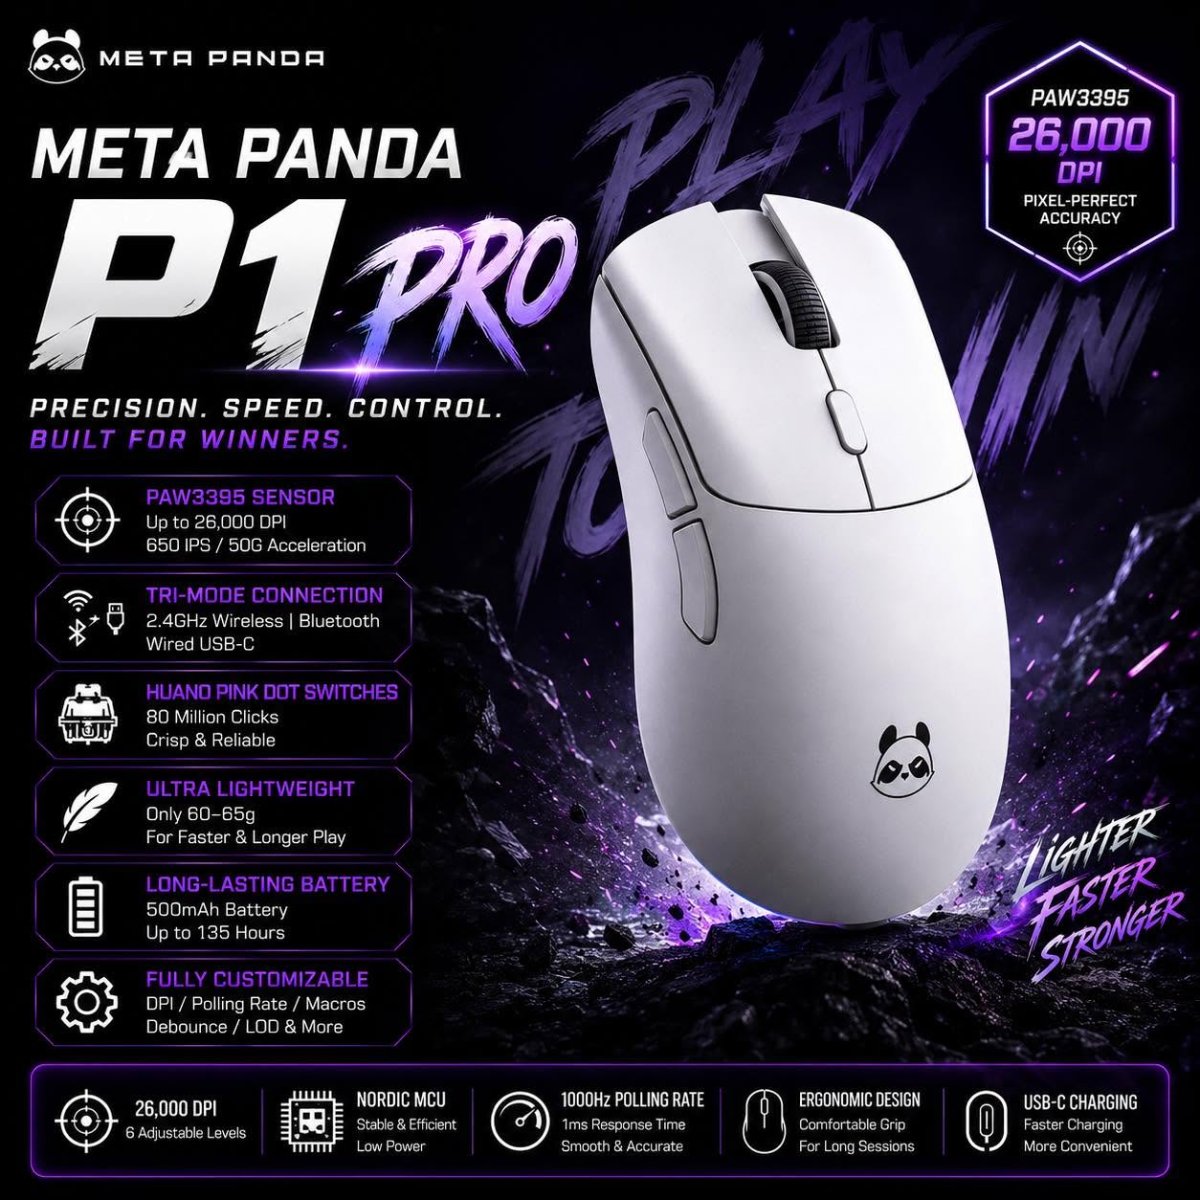 META PANDA
PLAY
TO WIN
PAW3395
26,000
DPI
PIXEL-PERFECT
ACCURACY
META PANDA
P1 PRO
PRECISION. SPEED. CONTROL.
BUILT FOR WINNERS.
PAW3395 SENSOR
Up to 26,000 DPI
650 IPS / 50G Acceleration
TRI-MODE CONNECTION
2.4GHz Wireless | Bluetooth
Wired USB-C
HUANO PINK DOT SWITCHES
80 Million Clicks
Crisp & Reliable
ULTRA LIGHTWEIGHT
Only 60–65g
For Faster & Longer Play
LONG-LASTING BATTERY
500mAh Battery
Up to 135 Hours
FULLY CUSTOMIZABLE
DPI / Polling Rate / Macros
Debounce / LOD & More
LIGHTER
FASTER
STRONGER
26,000 DPI
6 Adjustable Levels
NORDIC MCU
Stable & Efficient
Low Power
1000Hz POLLING RATE
1ms Response Time
Smooth & Accurate
ERGONOMIC DESIGN
Comfortable Grip
For Long Sessions
USB-C CHARGING
Faster Charging
More Convenient